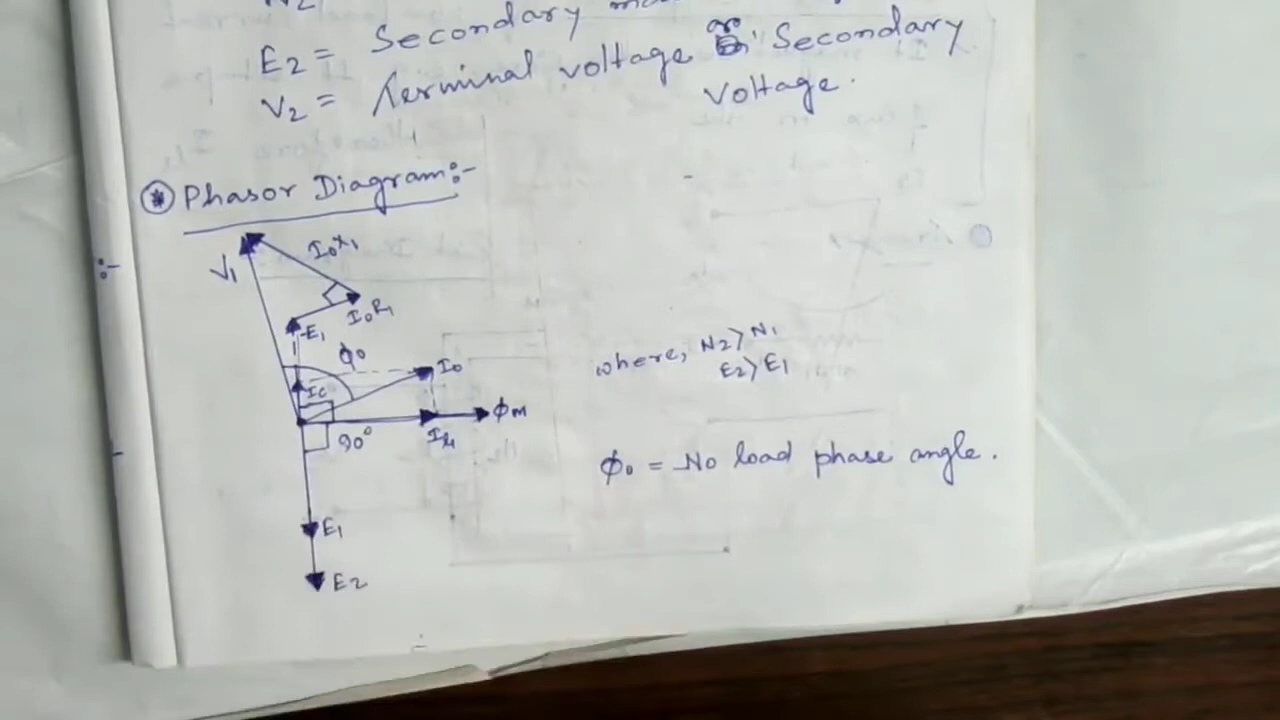 E2 = Secondary
V2 = Terminal voltage or Secondary
voltage.
* Phasor Diagram:-
V1
I0X1
I0R1
-E1
ϕ0
I0
IC
ϕM
90°
Iμ
E1
E2
where, N2>N1
E2>E1
ϕ0 = No load phase angle.